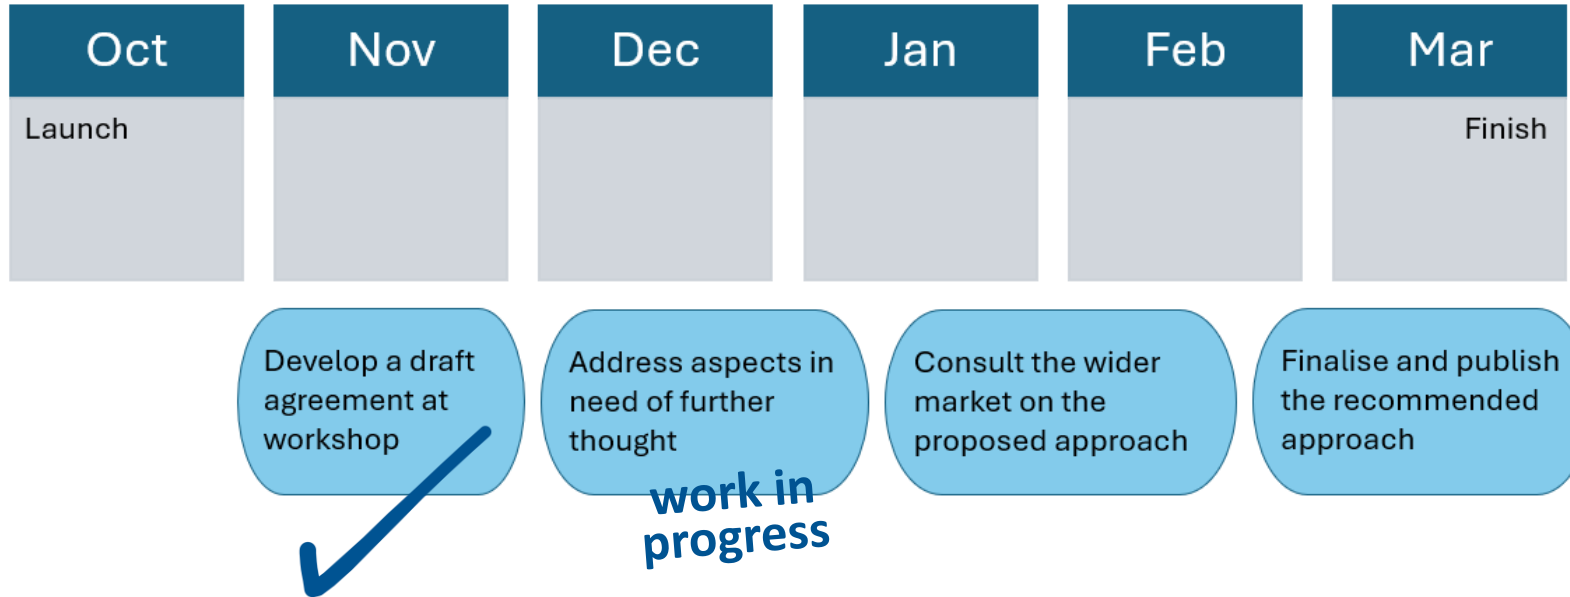 Oct
Nov
Dec
Jan
Feb
Mar
Launch
Finish
Develop a draft
agreement at
workshop
Address aspects in
need of further
thought
work in
progress
Consult the wider
market on the
proposed approach
Finalise and publish
the recommended
approach